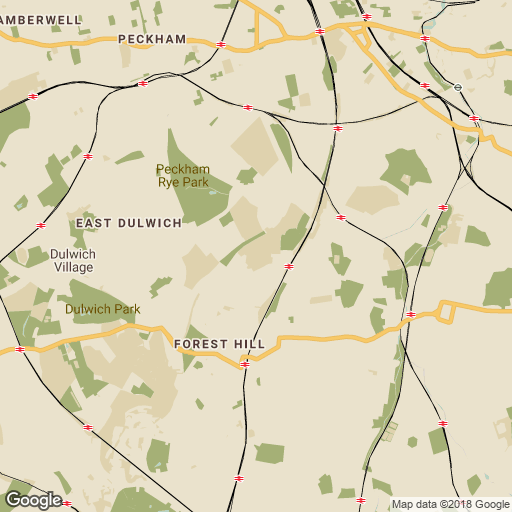 AMBERWELL
PECKHAM
Peckham
Rye Park
EAST DULWICH
Dulwich
Village
Dulwich Park
FOREST HILL
Google
Map data ©2018 Google